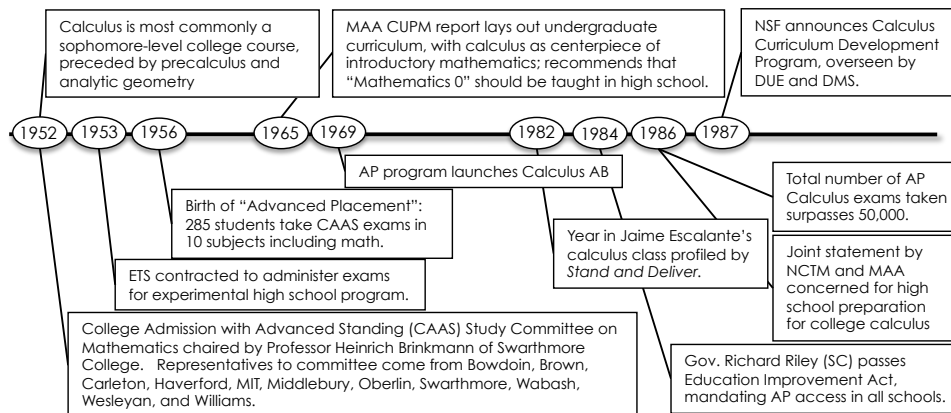 Calculus is most commonly a
sophomore-level college course,
preceded by precalculus and
analytic geometry
MAA CUPM report lays out undergraduate
curriculum, with calculus as centerpiece of
introductory mathematics; recommends that
“Mathematics 0” should be taught in high school.
NSF announces Calculus
Curriculum Development
Program, overseen by
DUE and DMS.
1952 1953 1956 1965 1969 1982 1984 1986 1987
AP program launches Calculus AB
Birth of “Advanced Placement”:
285 students take CAAS exams in
10 subjects including math.
ETS contracted to administer exams
for experimental high school program.
College Admission with Advanced Standing (CAAS) Study Committee on
Mathematics chaired by Professor Heinrich Brinkmann of Swarthmore
College. Representatives to committee come from Bowdoin, Brown,
Carleton, Haverford, MIT, Middlebury, Oberlin, Swarthmore, Wabash,
Wesleyan, and Williams.
Year in Jaime Escalante’s
calculus class profiled by
Stand and Deliver.
Total number of AP
Calculus exams taken
surpasses 50,000.
Joint statement by
NCTM and MAA
concerned for high
school preparation
for college calculus
Gov. Richard Riley (SC) passes
Education Improvement Act,
mandating AP access in all schools.